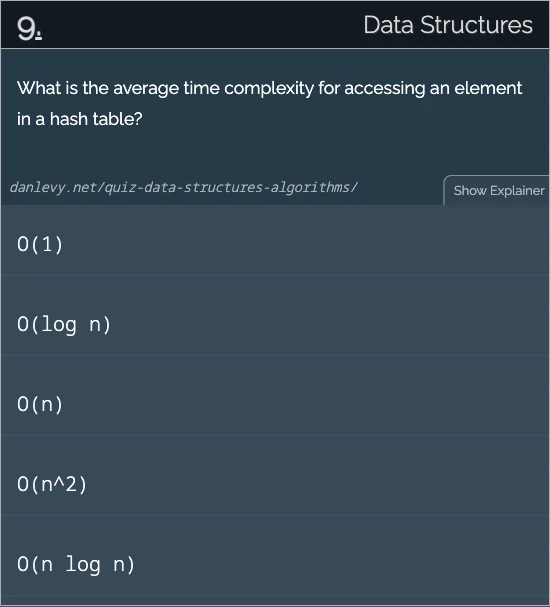 9.
Data Structures
What is the average time complexity for accessing an element
in a hash table?
danlevy.net/quiz-data-structures-algorithms/
Show Explainer
O(1)
O(log n)
O(n)
O(n^2)
O(n log n)